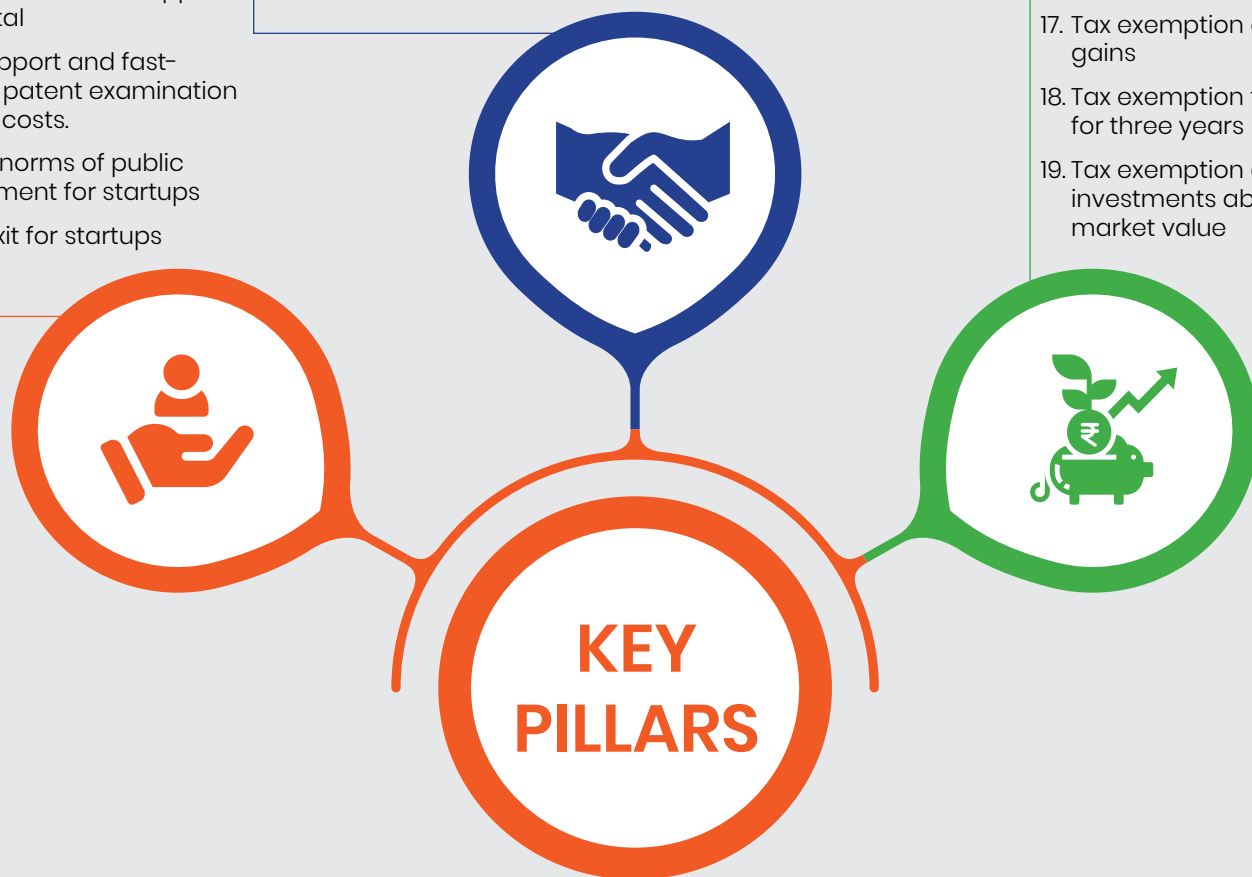 tal
pport and fast-
patent examination
costs.
norms of public
ment for startups
xit for startups
17. Tax exemption
gains
18. Tax exemption
for three years
19. Tax exemption
investments ab
market value
₹
KEY
PILLARS